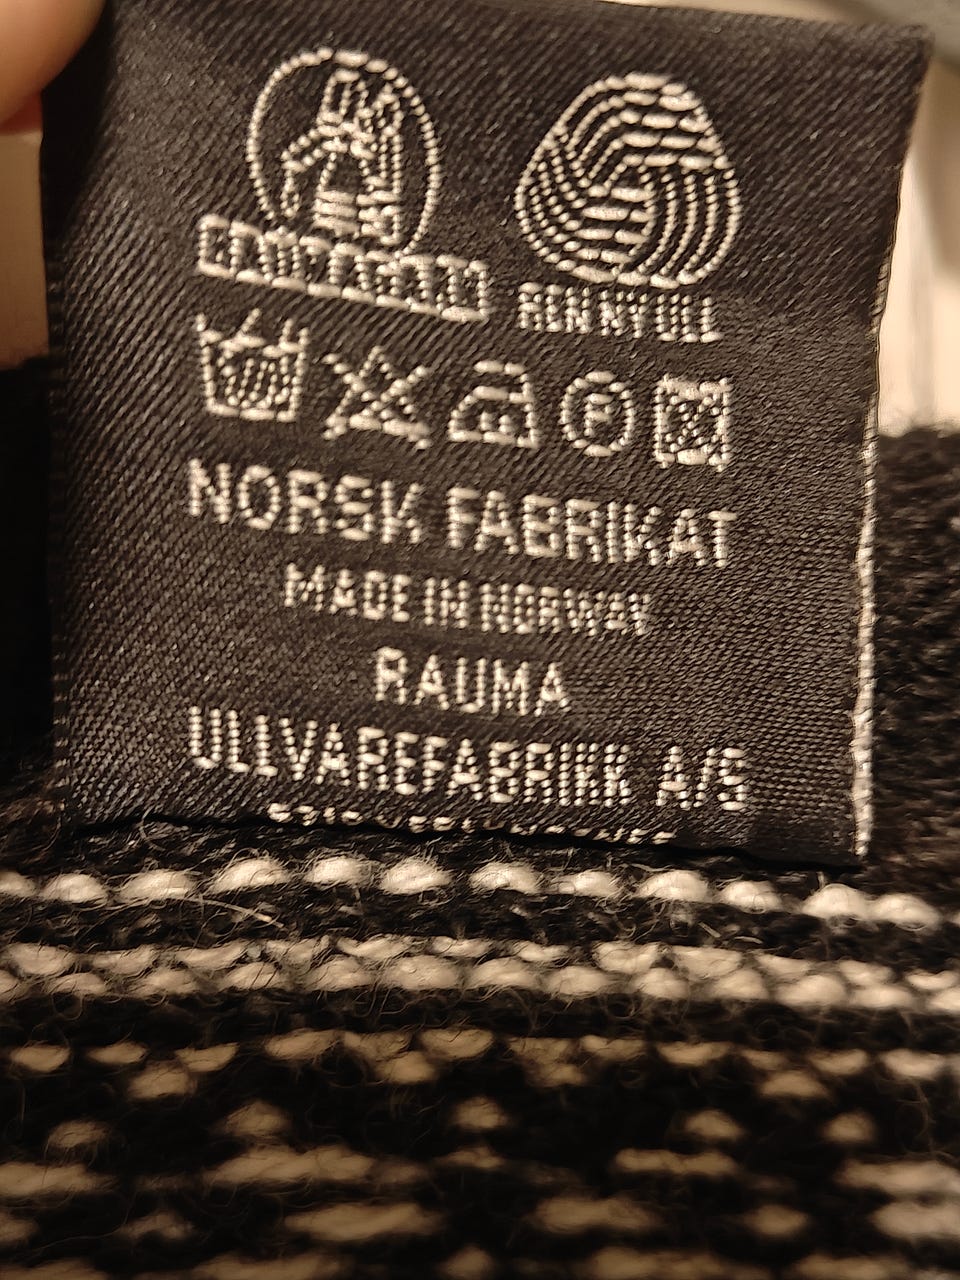 REN NY ULL
P
NORSK FABRIKAT
MADE IN NORWAY
RAUMA
ULLVAREFABRIKK A/S